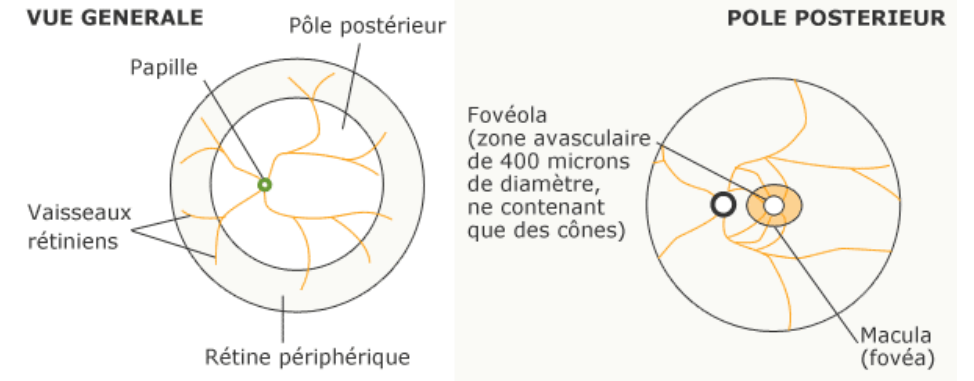 VUE GENERALE
Pôle postérieur
Papille
Vaisseaux
rétiniens
Rétine périphérique
POLE POSTERIEUR
Fovéola
(zone avasculaire
de 400 microns
de diamètre,
ne contenant
que des cônes)
Macula
(fovéa)